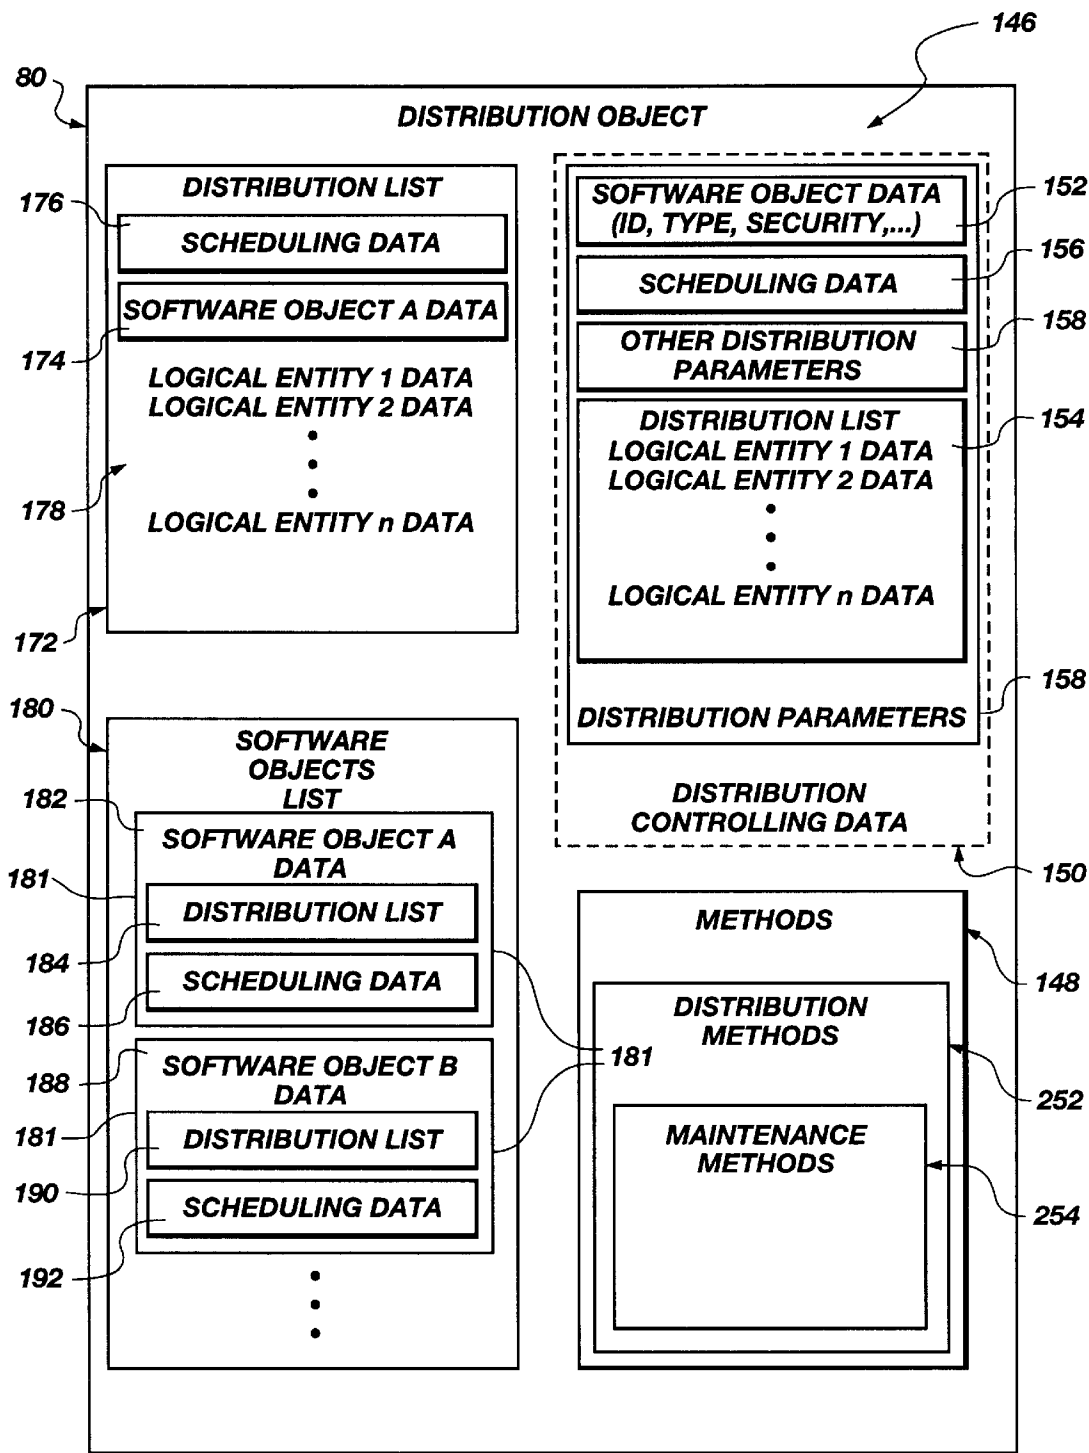 146
80
DISTRIBUTION OBJECT
DISTRIBUTION LIST
176
SCHEDULING DATA
SOFTWARE OBJECT A DATA
174
LOGICAL ENTITY 1 DATA
LOGICAL ENTITY 2 DATA
178
LOGICAL ENTITY n DATA
172
SOFTWARE OBJECT DATA
(ID, TYPE, SECURITY,...)
152
156
SCHEDULING DATA
158
OTHER DISTRIBUTION
PARAMETERS
154
DISTRIBUTION LIST
LOGICAL ENTITY 1 DATA
LOGICAL ENTITY 2 DATA
LOGICAL ENTITY n DATA
158
DISTRIBUTION PARAMETERS
DISTRIBUTION
CONTROLLING DATA
150
180
SOFTWARE
OBJECTS
LIST
182
SOFTWARE OBJECT A
DATA
181
DISTRIBUTION LIST
184
SCHEDULING DATA
186
188
SOFTWARE OBJECT B
DATA
181
181
DISTRIBUTION LIST
190
SCHEDULING DATA
192
METHODS
148
DISTRIBUTION
METHODS
252
MAINTENANCE
METHODS
254